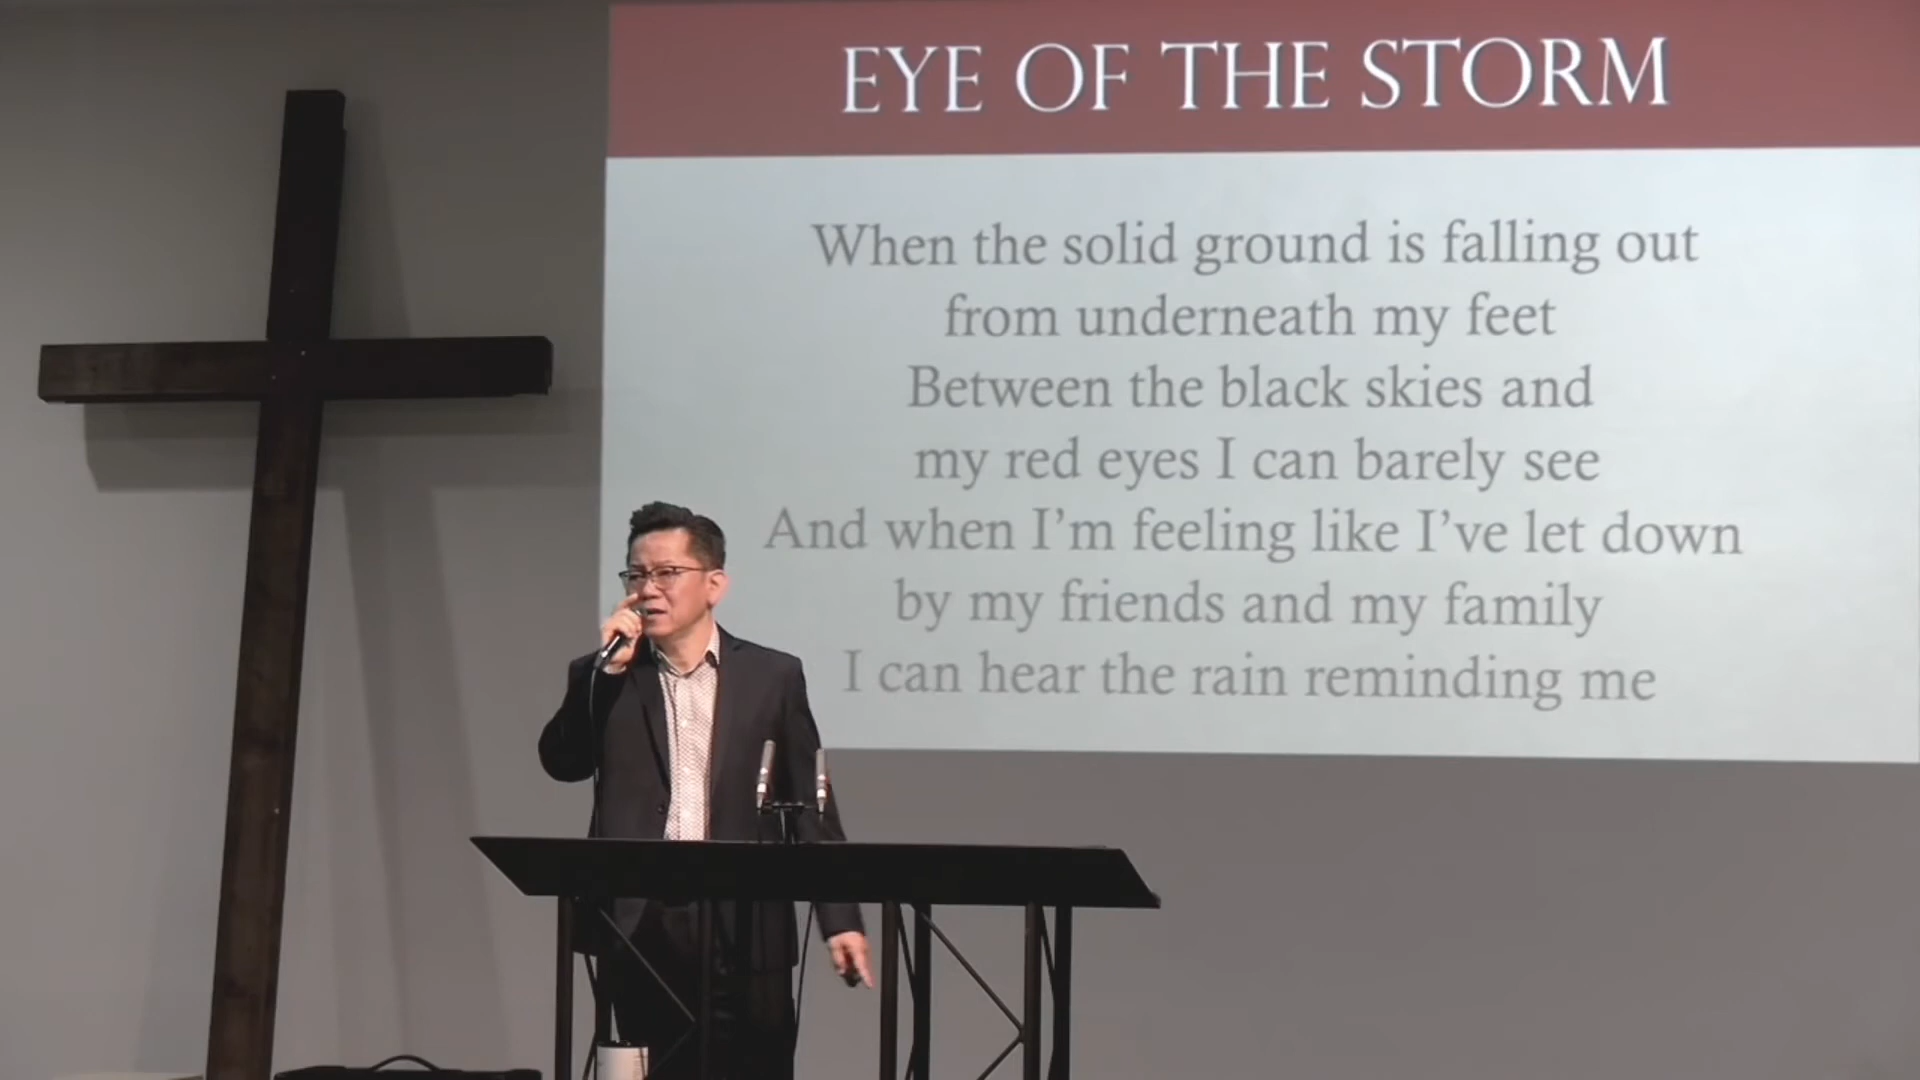 EYE OF THE STORM
When the solid ground is falling out
from underneath my feet
Between the black skies and
my red eyes I can barely see
And when I'm feeling like I've let down
by my friends and my family
I can hear the rain reminding me